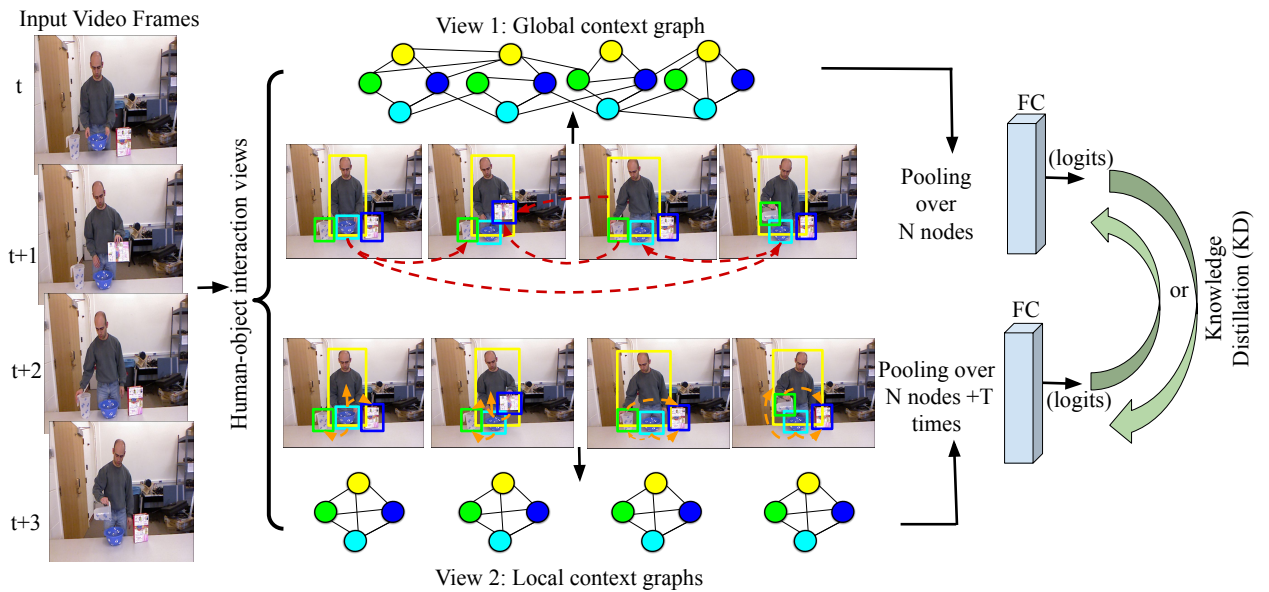 Input Video Frames
t
t+1
t+2
t+3
Human-object interaction views
View 1: Global context graph
View 2: Local context graphs
Pooling
over
N nodes
Pooling over
N nodes +T
times
FC
(logits)
FC
(logits)
or
Knowledge
Distillation (KD)